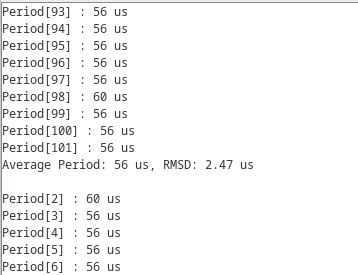 Period[93] : 56 us
Period[94] : 56 us
Period[95] : 56 us
Period[96] : 56 us
Period[97] : 56 us
Period[98] : 60 us
Period[99] : 56 us
Period[100] : 56 us
Period[101] : 56 us
Average Period: 56 us, RMSD: 2.47 us

Period[2] : 60 us
Period[3] : 56 us
Period[4] : 56 us
Period[5] : 56 us
Period[6] : 56 us